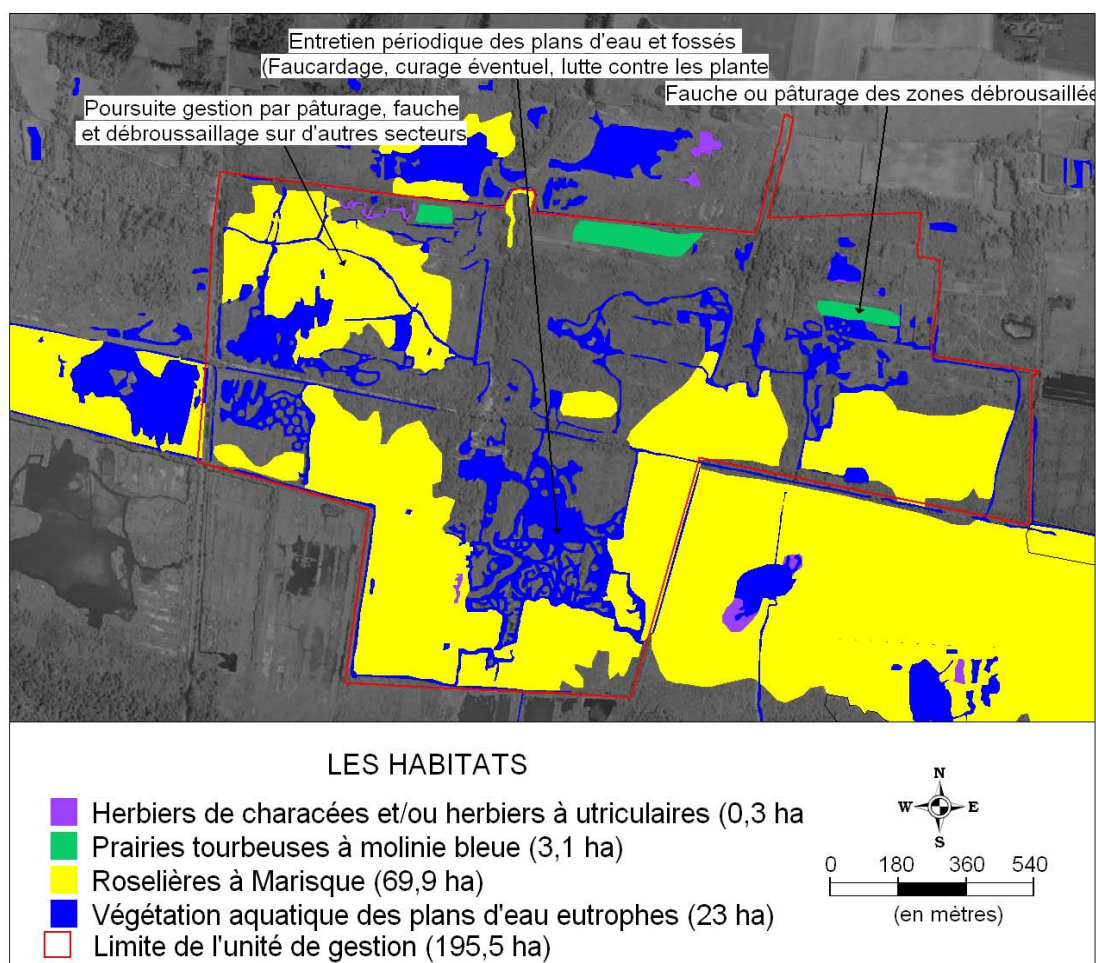 Entretien périodique des plans d'eau et fossés
(Faucardage, curage éventuel, lutte contre les plante
Poursuite gestion par pâturage, fauche
et débroussaillage sur d'autres secteurs
Fauche ou pâturage des zones débrousaillée
LES HABITATS
Herbiers de characées et/ou herbiers à utriculaires (0,3 ha
Prairies tourbeuses à molinie bleue (3,1 ha)
Roselières à Marisque (69,9 ha)
Végétation aquatique des plans d'eau eutrophes (23 ha)
Limite de l'unité de gestion (195,5 ha)
N
W E
S
0 180 360 540
(en mètres)